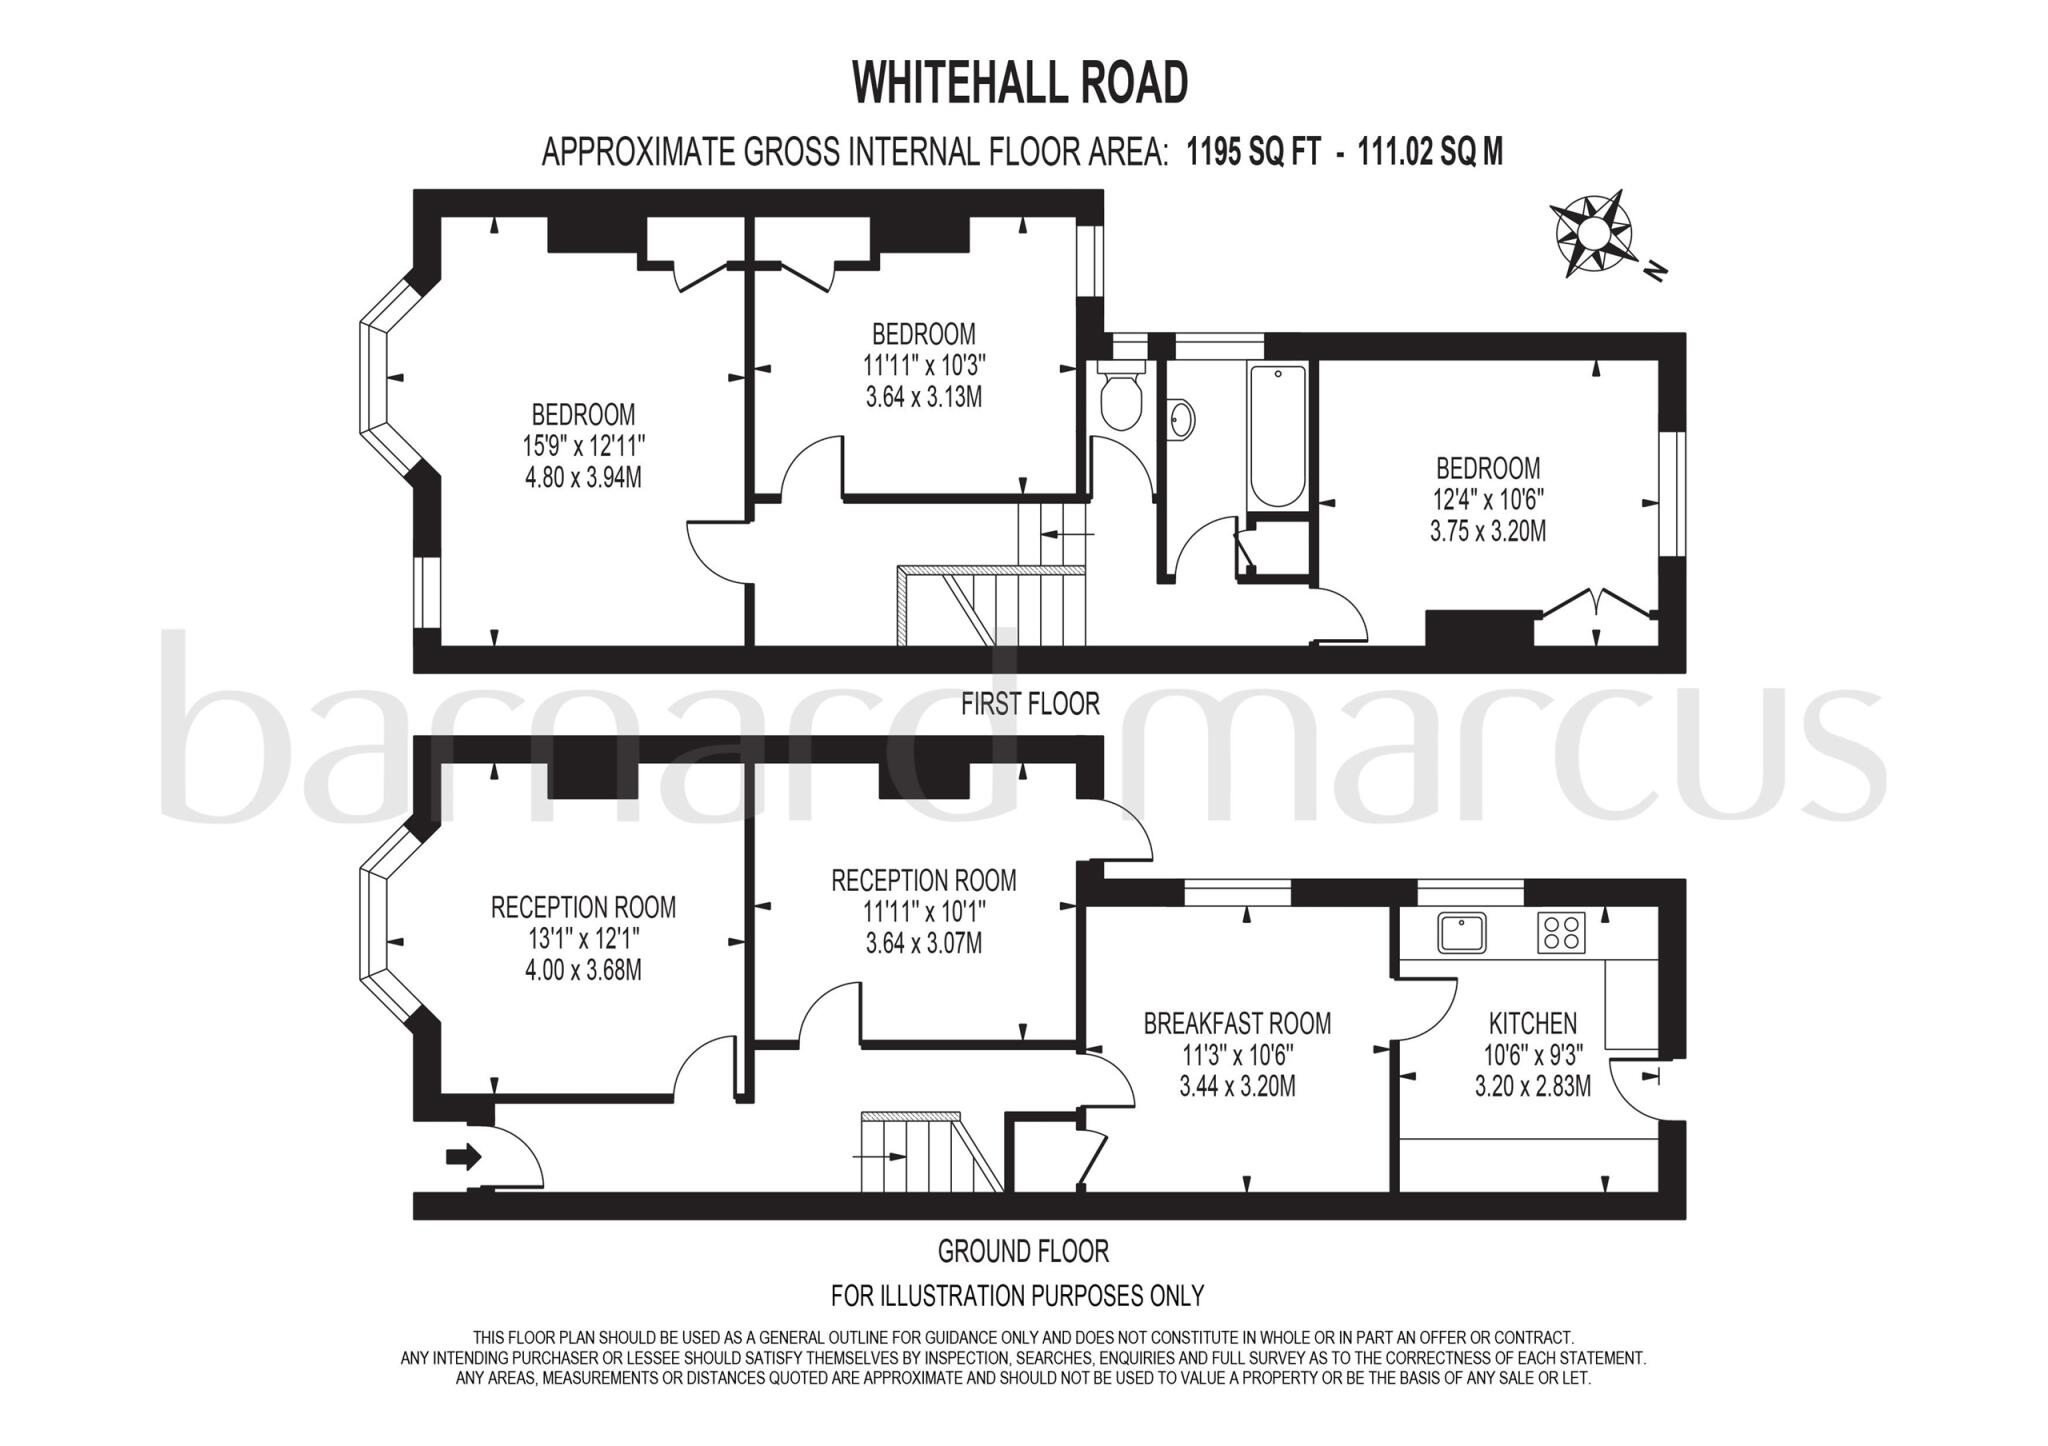 WHITEHALL ROAD
APPROXIMATE GROSS INTERNAL FLOOR AREA: 1195 SQ FT - 111.02 SQ M
N
BEDROOM
11'11" x 10'3"
3.64 x 3.13M
BEDROOM
15'9" x 12'11"
4.80 x 3.94M
BEDROOM
12'4" x 10'6"
3.75 x 3.20M
FIRST FLOOR
barnard marcus
RECEPTION ROOM
13'1" x 12'1"
4.00 x 3.68M
RECEPTION ROOM
11'11" x 10'1"
3.64 x 3.07M
BREAKFAST ROOM
11'3" x 10'6"
3.44 x 3.20M
KITCHEN
10'6" x 9'3"
3.20 x 2.83M
GROUND FLOOR
FOR ILLUSTRATION PURPOSES ONLY
THIS FLOOR PLAN SHOULD BE USED AS A GENERAL OUTLINE FOR GUIDANCE ONLY AND DOES NOT CONSTITUTE IN WHOLE OR IN PART AN OFFER OR CONTRACT.
ANY INTENDING PURCHASER OR LESSEE SHOULD SATISFY THEMSELVES BY INSPECTION, SEARCHES, ENQUIRIES AND FULL SURVEY AS TO THE CORRECTNESS OF EACH STATEMENT.
ANY AREAS, MEASUREMENTS OR DISTANCES QUOTED ARE APPROXIMATE AND SHOULD NOT BE USED TO VALUE A PROPERTY OR BE THE BASIS OF ANY SALE OR LET.